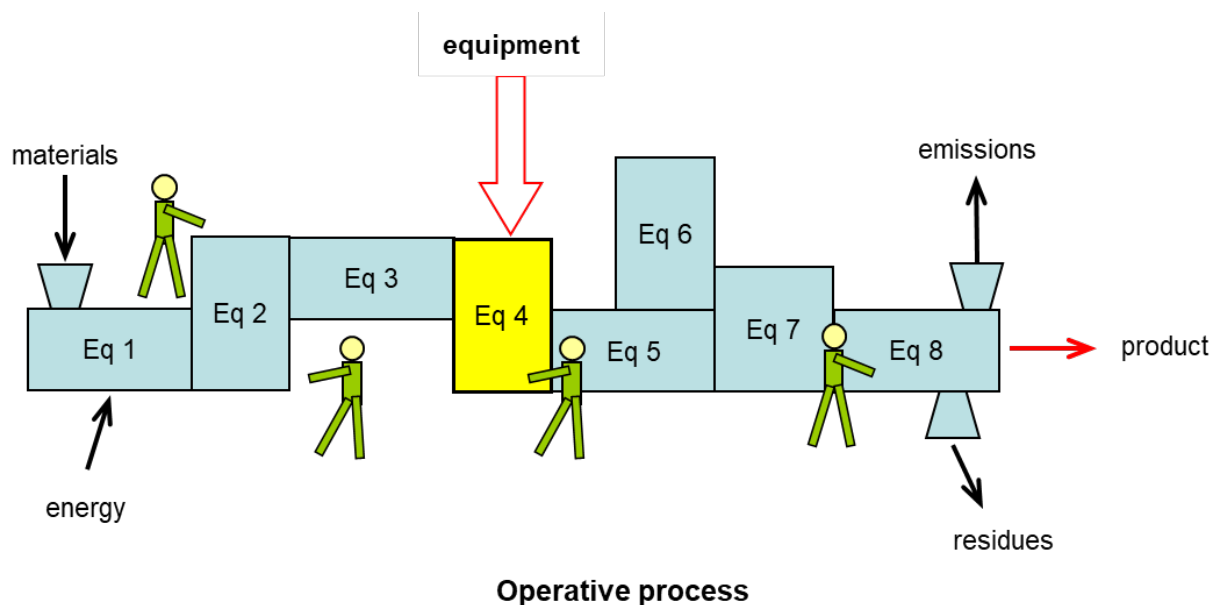 equipment
materials
emissions
Eq 6
Eq 3
Eq 2
Eq 4
Eq 7
Eq 1
Eq 5
Eq 8
product
energy
residues
Operative process